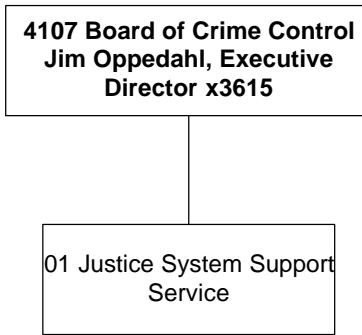 4107 Board of Crime Control
Jim Oppedahl, Executive
Director x3615
01 Justice System Support
Service